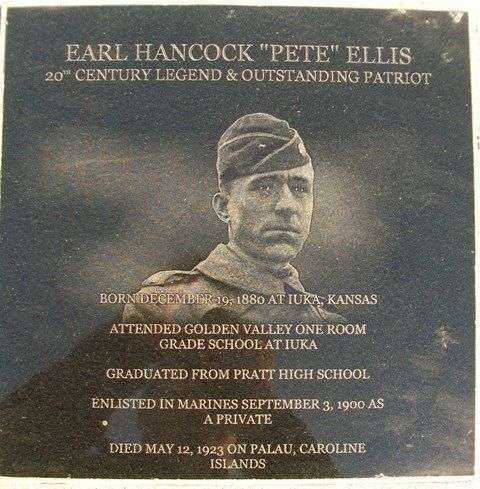 EARL HANCOCK "PETE" ELLIS
20TH CENTURY LEGEND & OUTSTANDING PATRIOT
BORN DECEMBER 19, 1880 AT IUKA, KANSAS
ATTENDED GOLDEN VALLEY ONE ROOM
GRADE SCHOOL AT IUKA
GRADUATED FROM PRATT HIGH SCHOOL
ENLISTED IN MARINES SEPTEMBER 3, 1900 AS
A PRIVATE
DIED MAY 12, 1923 ON PALAU, CAROLINE
ISLANDS